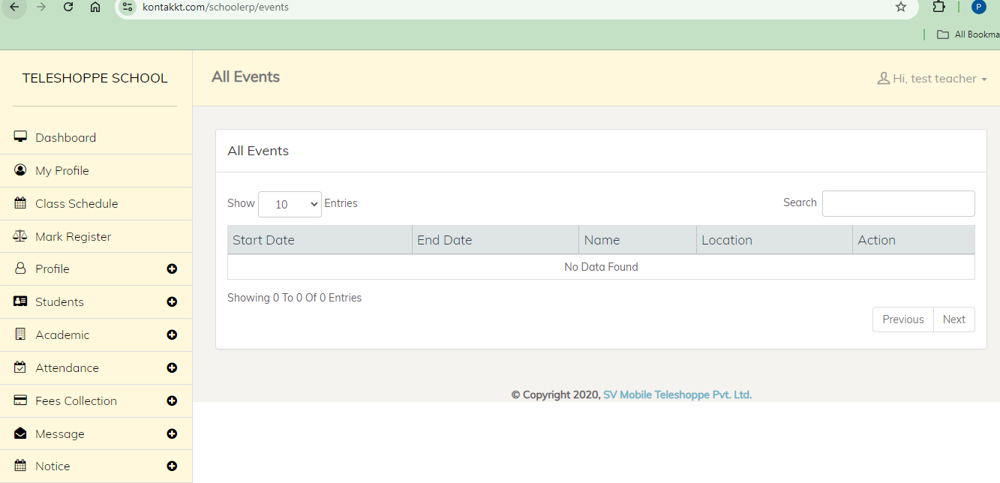 kontakkt.com/schoolerp/events
P
All Bookma
TELESHOPPE SCHOOL
All Events
Hi, test teacher
Dashboard
My Profile
Class Schedule
Mark Register
Profile
Students
Academic
Attendance
Fees Collection
Message
Notice
All Events
Show 10 Entries
Search
Start Date End Date Name Location Action
No Data Found
Showing 0 To 0 Of 0 Entries
Previous Next
© Copyright 2020, SV Mobile Teleshoppe Pvt. Ltd.